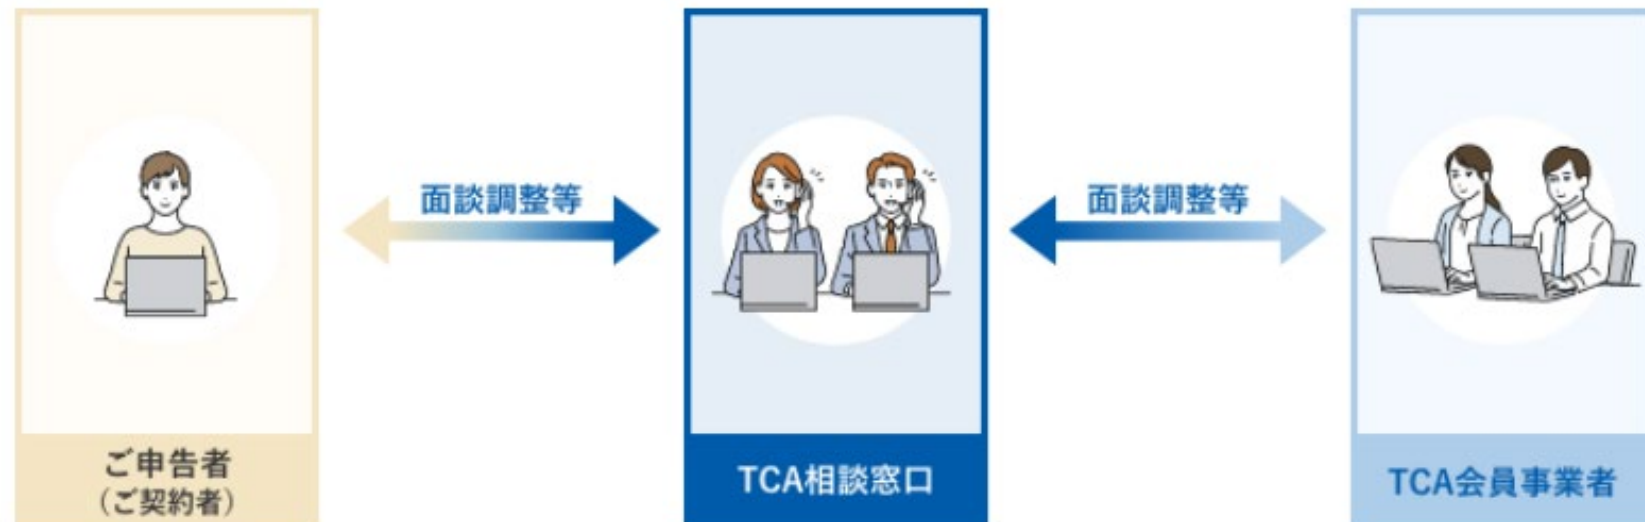 面談調整等
面談調整等
ご申告者
（ご契約者）
TCA相談窓口
TCA会員事業者